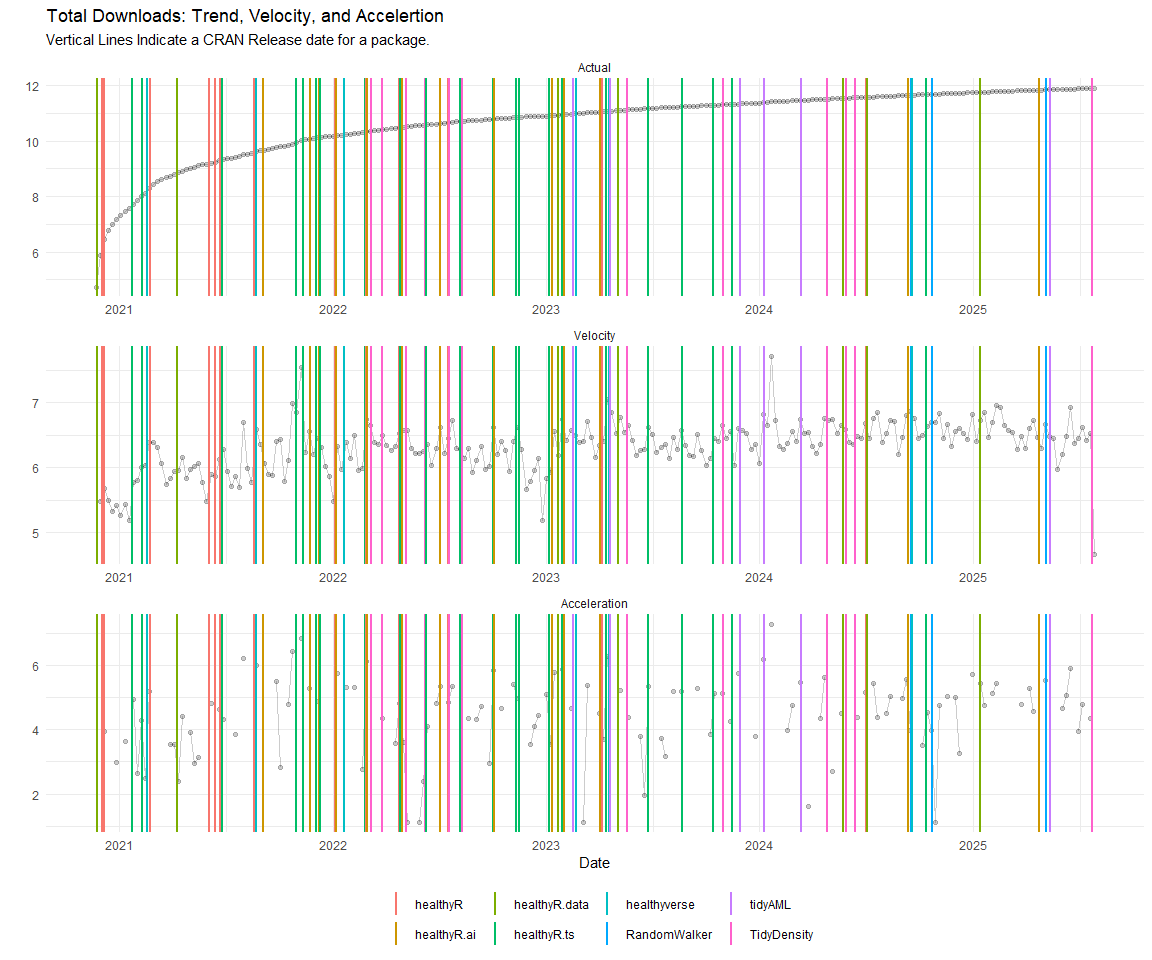 Total Downloads: Trend, Velocity, and Accelertion
Vertical Lines Indicate a CRAN Release date for a package.
Actual
12
10
8
6
2021 2022 2023 2024 2025
Velocity
7
6
5
2021 2022 2023 2024 2025
Acceleration
6
4
2
2021 2022 2023 2024 2025
Date
healthyR healthyR.data healthyverse tidyAML
healthyR.ai healthyR.ts RandomWalker TidyDensity